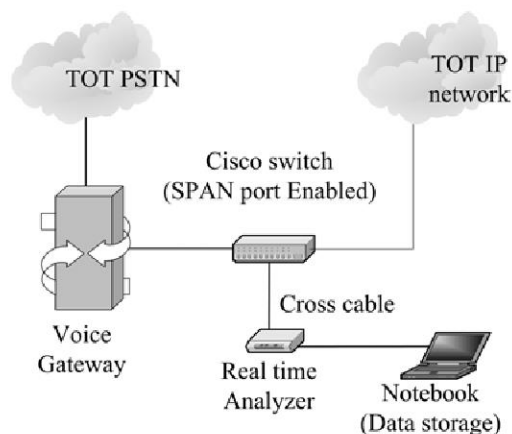 TOT PSTN
TOT IP
network
Cisco switch
(SPAN port Enabled)
Cross cable
Voice
Gateway
Real time
Analyzer
Notebook
(Data storage)